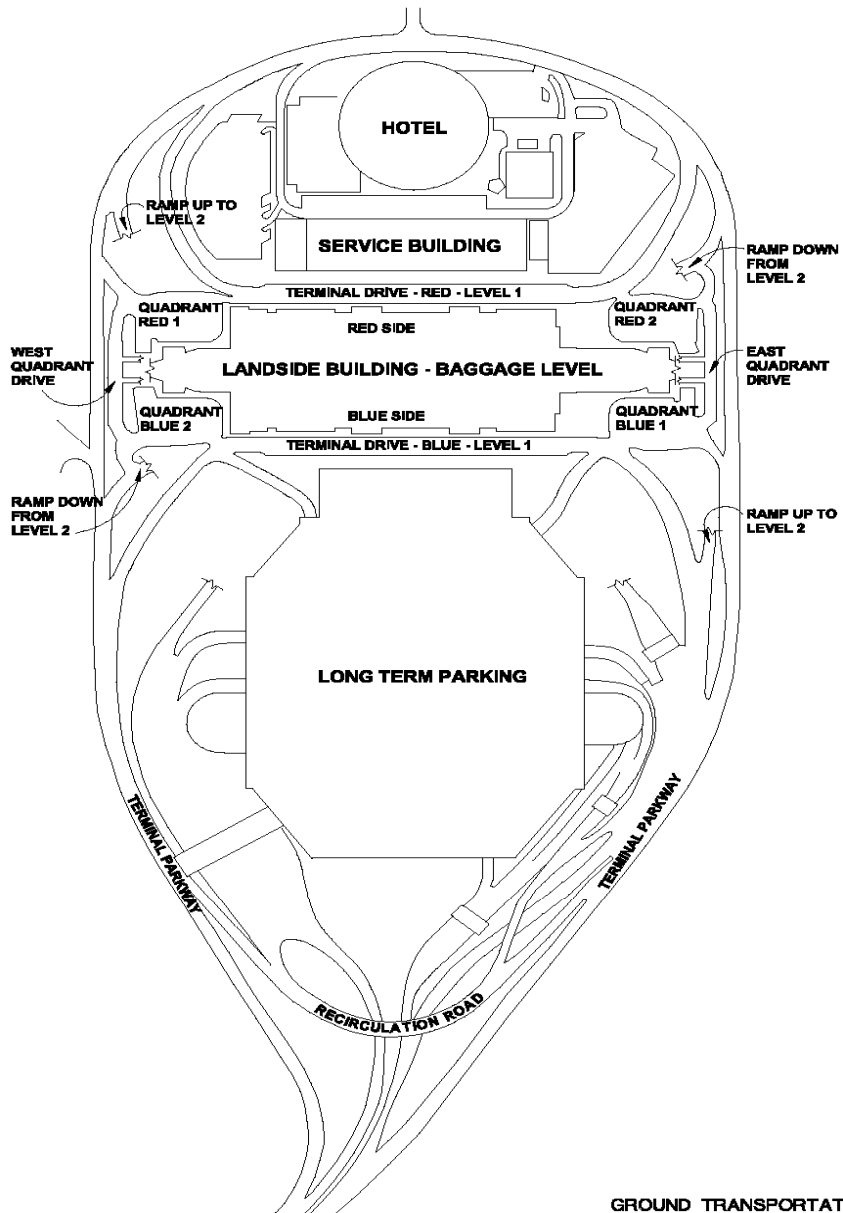 HOTEL
RAMP UP TO
LEVEL 2
SERVICE BUILDING
RAMP DOWN
FROM
LEVEL 2
TERMINAL DRIVE - RED - LEVEL 1
QUADRANT
RED 1
QUADRANT
RED 2
RED SIDE
WEST
QUADRANT
DRIVE
LANDSIDE BUILDING - BAGGAGE LEVEL
EAST
QUADRANT
DRIVE
QUADRANT
BLUE 2
BLUE SIDE
QUADRANT
BLUE 1
TERMINAL DRIVE - BLUE - LEVEL 1
RAMP DOWN
FROM
LEVEL 2
RAMP UP TO
LEVEL 2
LONG TERM PARKING
TERMINAL PARKWAY
TERMINAL PARKWAY
RECIRCULATION ROAD
GROUND TRANSPORTAT